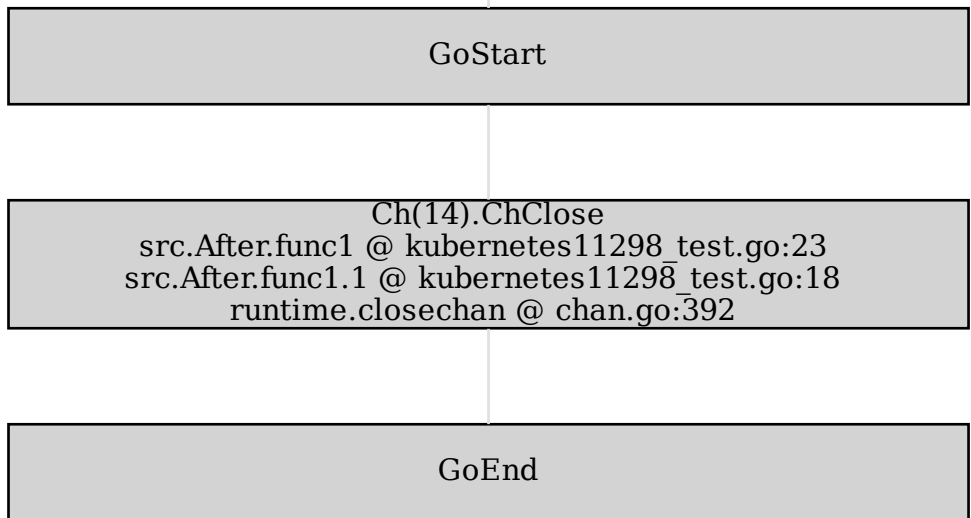 GoStart
Ch(14).ChClose
src.After.func1 @ kubernetes11298_test.go:23
src.After.func1.1 @ kubernetes11298_test.go:18
runtime.closechan @ chan.go:392
GoEnd